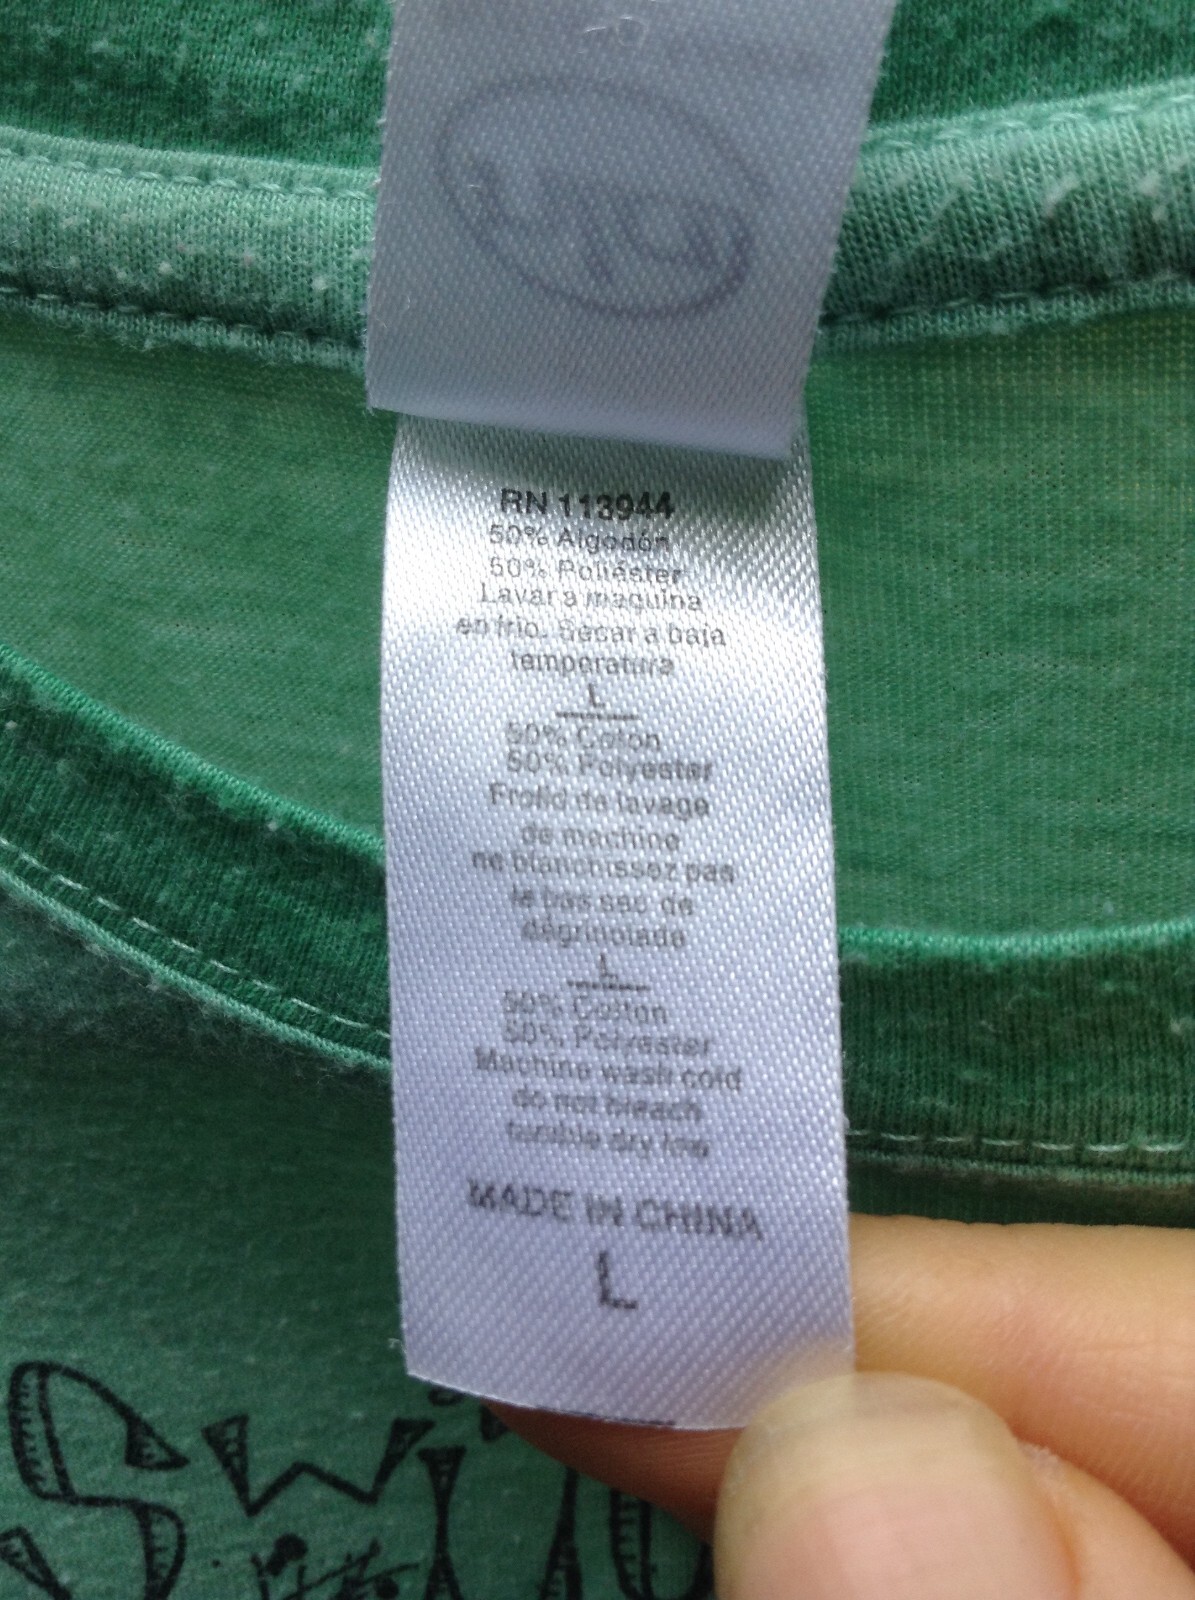 RN 113944
50% Algodón
50% Poliéster
Lavar a maquina
en frio. Secar a baja
temperatura
L
50% Coton
50% Polyester
Froid de lavage
de machine
ne blanchissez pas
le bas sec de
dégringolade
L
50% Cotton
50% Polyester
Machine wash cold
do not bleach
tumble dry low
MADE IN CHINA
L